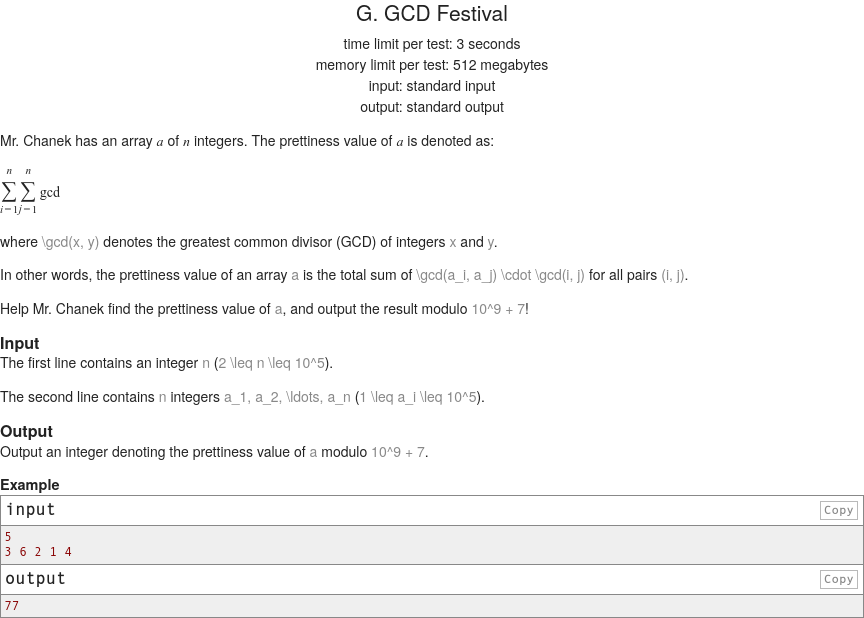 G. GCD Festival
time limit per test: 3 seconds
memory limit per test: 512 megabytes
input: standard input
output: standard output
Mr. Chanek has an array a of n integers. The prettiness value of a is denoted as:
n n
∑∑ gcd
i=1j=1
where \gcd(x, y) denotes the greatest common divisor (GCD) of integers x and y.
In other words, the prettiness value of an array a is the total sum of \gcd(a_i, a_j) \cdot \gcd(i, j) for all pairs (i, j).
Help Mr. Chanek find the prettiness value of a, and output the result modulo 10^9 + 7!
Input
The first line contains an integer n (2 \leq n \leq 10^5).
The second line contains n integers a_1, a_2, \ldots, a_n (1 \leq a_i \leq 10^5).
Output
Output an integer denoting the prettiness value of a modulo 10^9 + 7.
Example
input Copy
5
3 6 2 1 4
output Copy
77